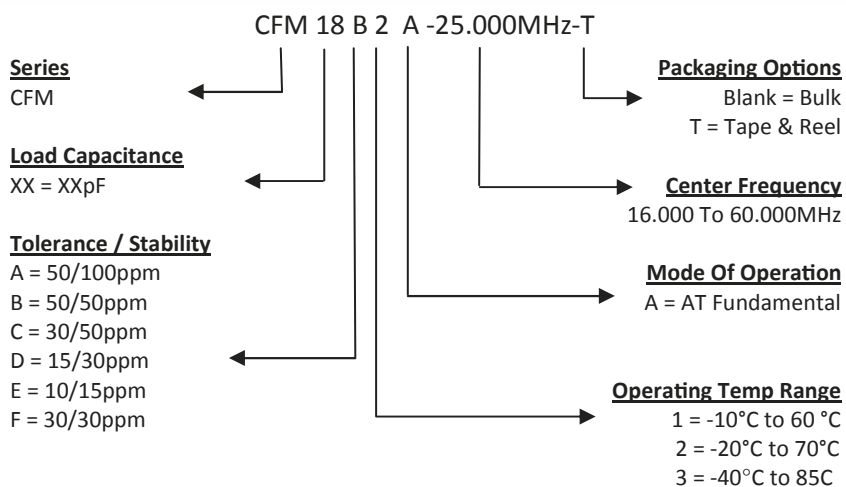 CFM 18 B 2 A -25.000MHz-T
Series
CFM
Load Capacitance
XX = XXpF
Tolerance / Stability
A = 50/100ppm
B = 50/50ppm
C = 30/50ppm
D = 15/30ppm
E = 10/15ppm
F = 30/30ppm
Packaging Options
Blank = Bulk
T = Tape & Reel
Center Frequency
16.000 To 60.000MHz
Mode Of Operation
A = AT Fundamental
Operating Temp Range
1 = -10°C to 60 °C
2 = -20°C to 70°C
3 = -40°C to 85C